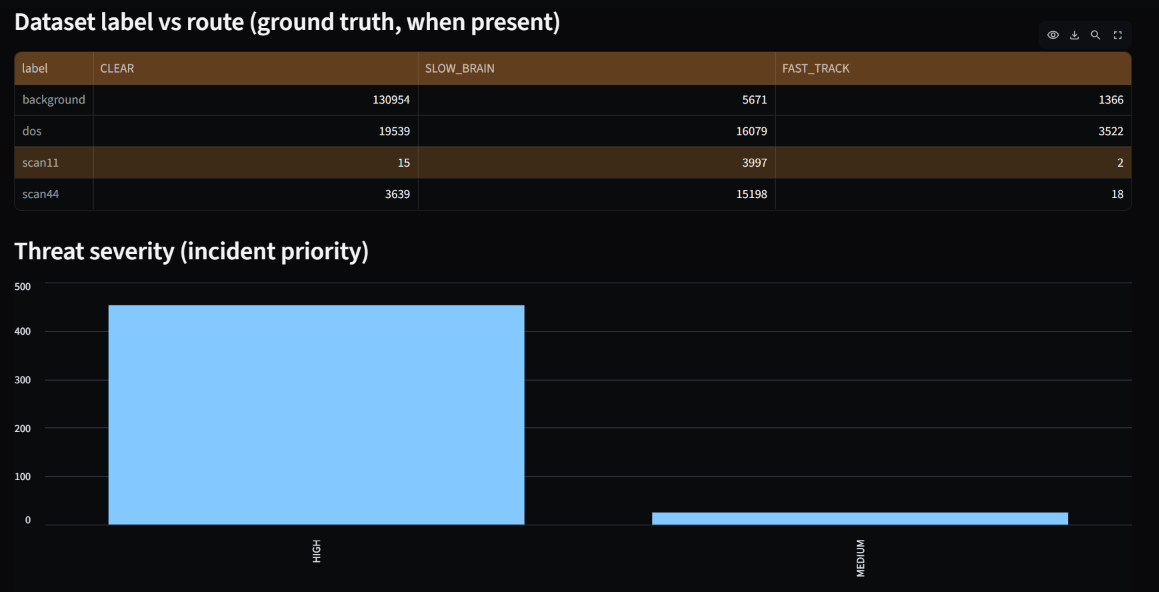 Dataset label vs route (ground truth, when present)
label CLEAR SLOW_BRAIN FAST_TRACK
background 130954 5671 1366
dos 19539 16079 3522
scan11 15 3997 2
scan44 3639 15198 18
Threat severity (incident priority)
500
400
300
200
100
0
HIGH MEDIUM